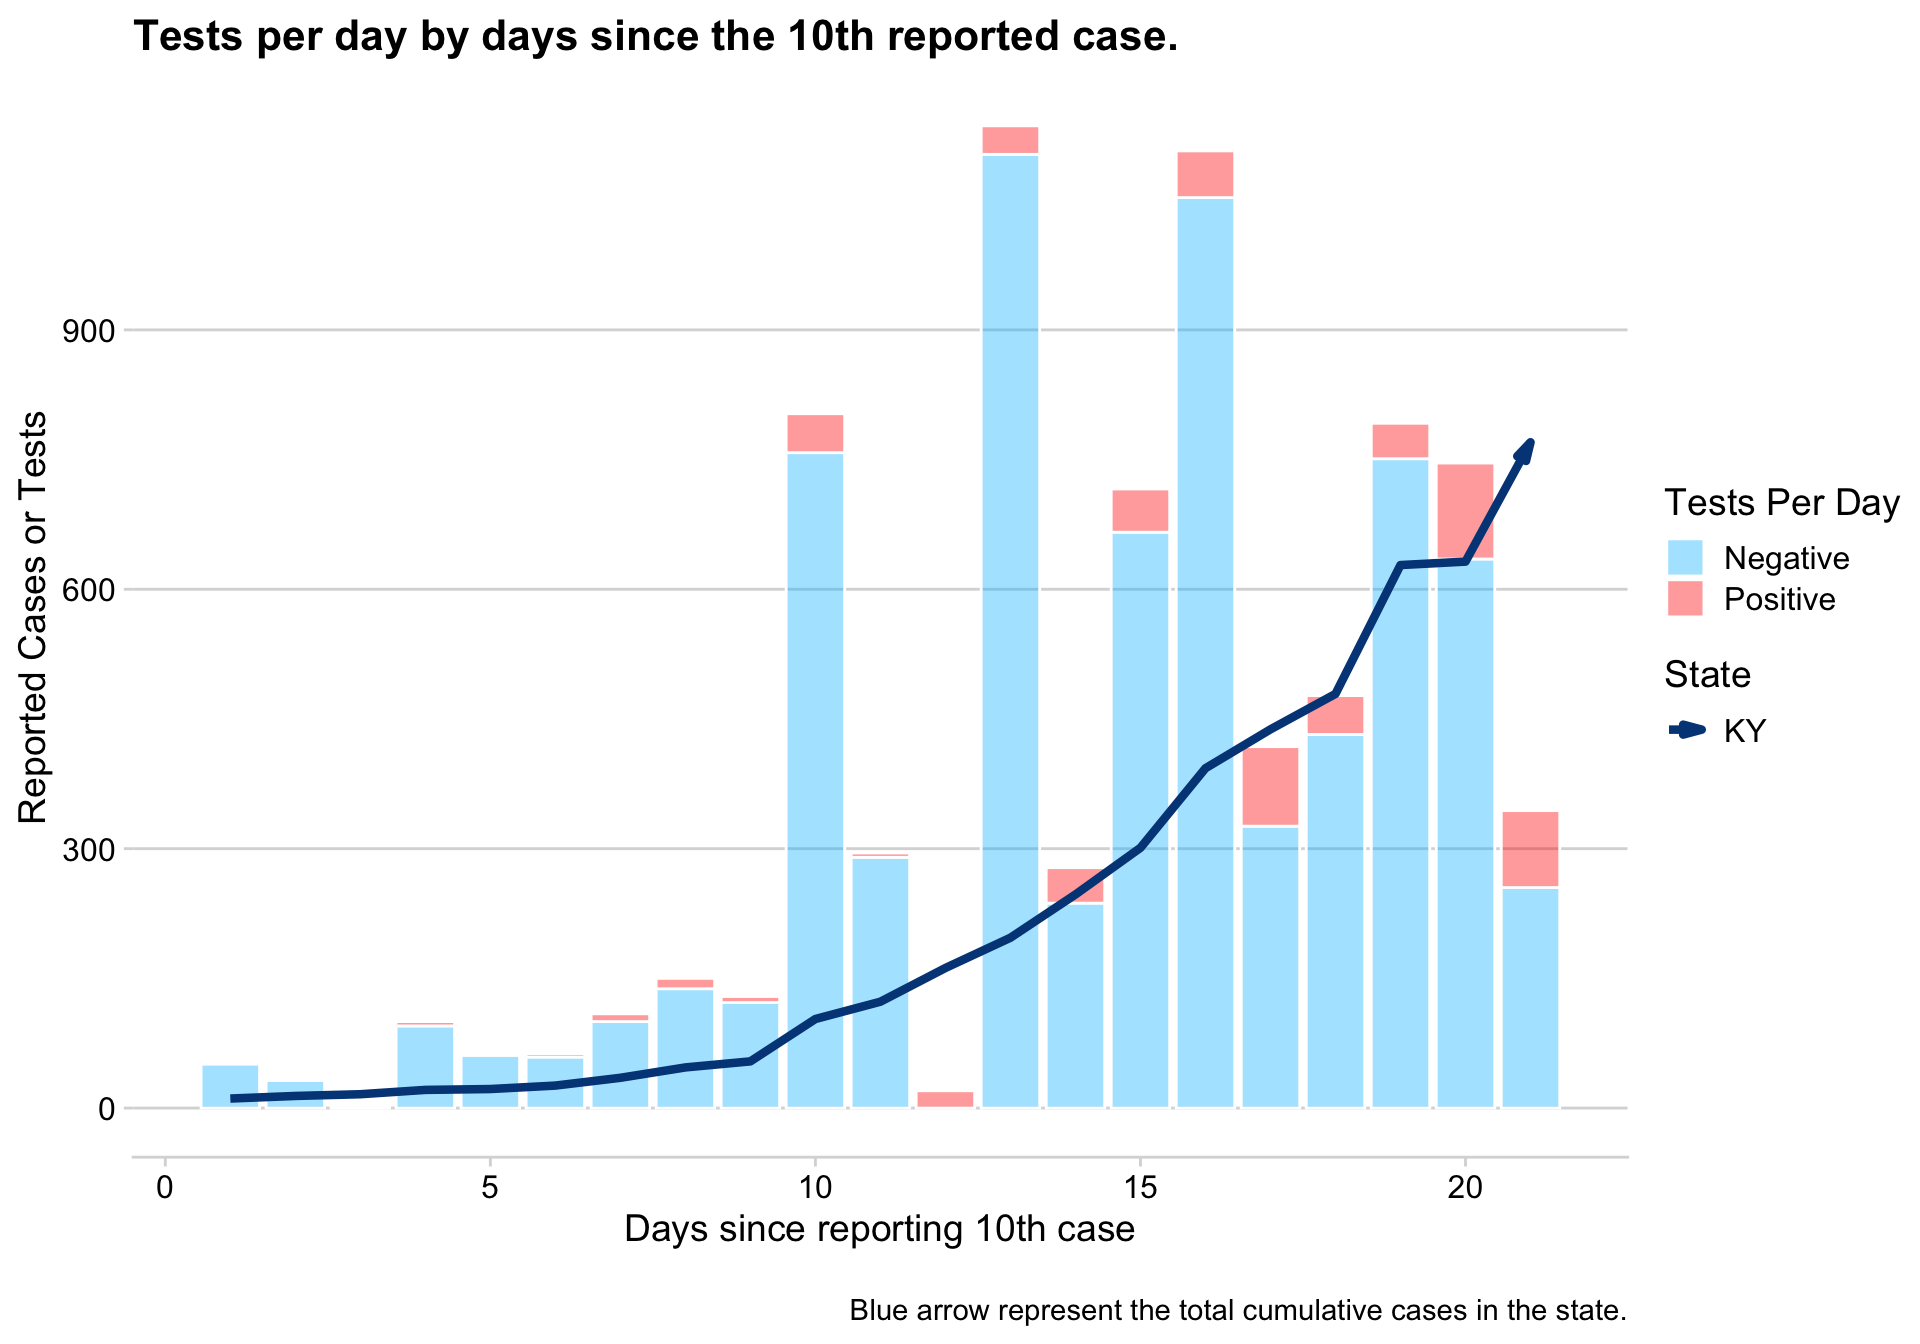 Tests per day by days since the 10th reported case.
Reported Cases or Tests
900
600
300
0
0 5 10 15 20
Days since reporting 10th case
Tests Per Day
Negative
Positive
State
KY
Blue arrow represent the total cumulative cases in the state.